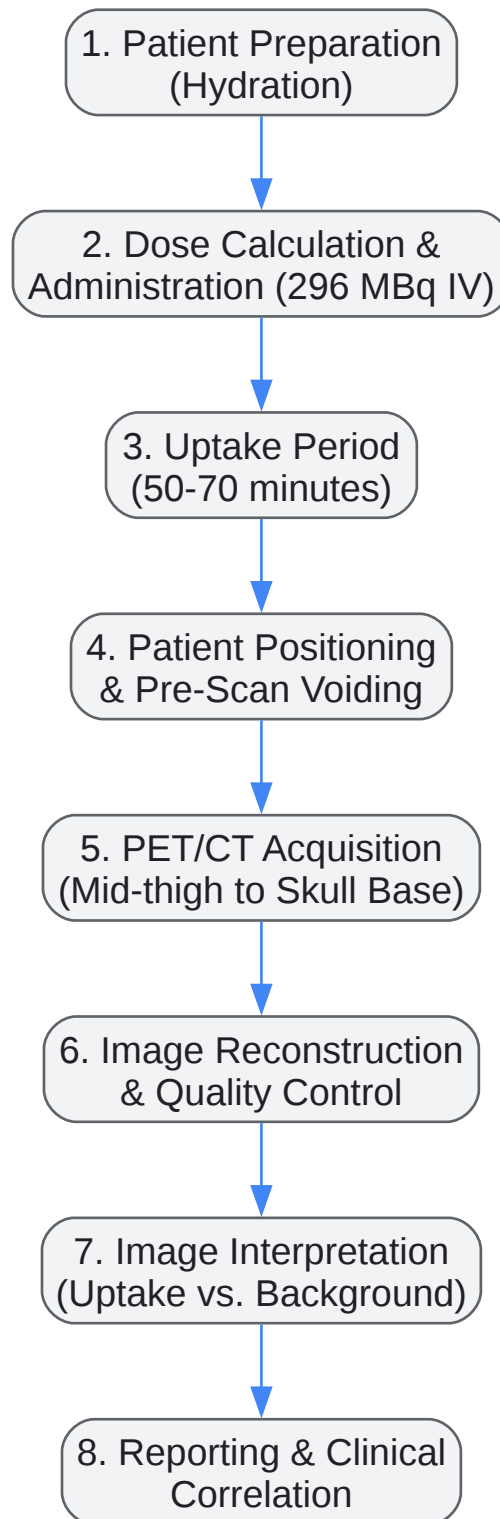 1. Patient Preparation
(Hydration)
2. Dose Calculation &
Administration (296 MBq IV)
3. Uptake Period
(50-70 minutes)
4. Patient Positioning
& Pre-Scan Voiding
5. PET/CT Acquisition
(Mid-thigh to Skull Base)
6. Image Reconstruction
& Quality Control
7. Image Interpretation
(Uptake vs. Background)
8. Reporting & Clinical
Correlation